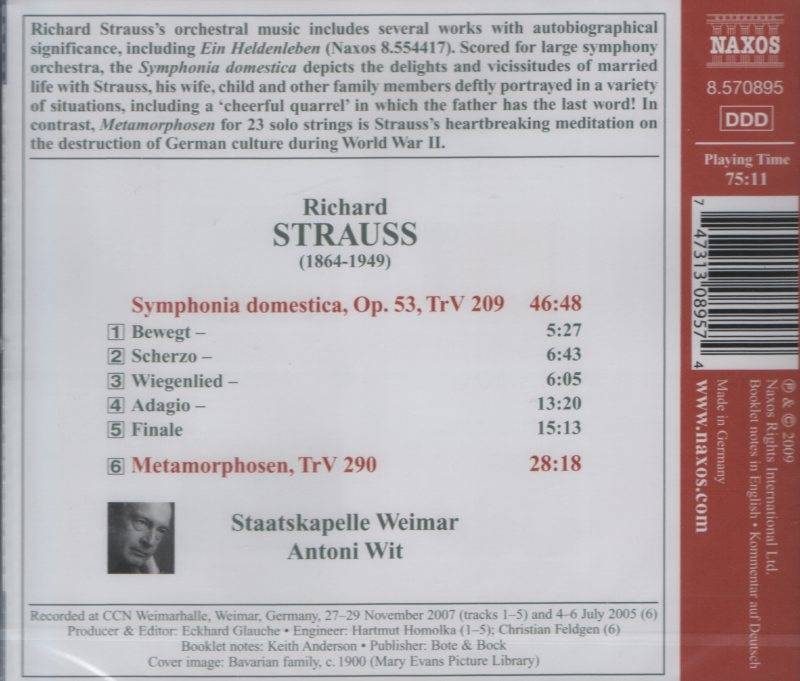 Richard Strauss's orchestral music includes several works with autobiographical
significance, including Ein Heldenleben (Naxos 8.554417). Scored for large symphony
orchestra, the Symphonia domestica depicts the delights and vicissitudes of married
life with Strauss, his wife, child and other family members deftly portrayed in a variety
of situations, including a ‘cheerful quarrel’ in which the father has the last word! In
contrast, Metamorphosen for 23 solo strings is Strauss's heartbreaking meditation on
the destruction of German culture during World War II.
Richard
STRAUSS
(1864-1949)
Symphonia domestica, Op. 53, TrV 209 46:48
1 Bewegt – 5:27
2 Scherzo – 6:43
3 Wiegenlied – 6:05
4 Adagio – 13:20
5 Finale 15:13
6 Metamorphosen, TrV 290 28:18
Staatskapelle Weimar
Antoni Wit
Recorded at CCN Weimarhalle, Weimar, Germany, 27–29 November 2007 (tracks 1–5) and 4–6 July 2005 (6)
Producer & Editor: Eckhard Glauche • Engineer: Hartmut Homolka (1–5); Christian Feldgen (6)
Booklet notes: Keith Anderson • Publisher: Bote & Bock
Cover image: Bavarian family, c. 1900 (Mary Evans Picture Library)
NAXOS
8.570895
DDD
Playing Time
75:11
7 47313 08957 4
℗ & © 2009
Naxos Rights International Ltd.
Booklet notes in English • Kommentar auf Deutsch
Made in Germany
www.naxos.com